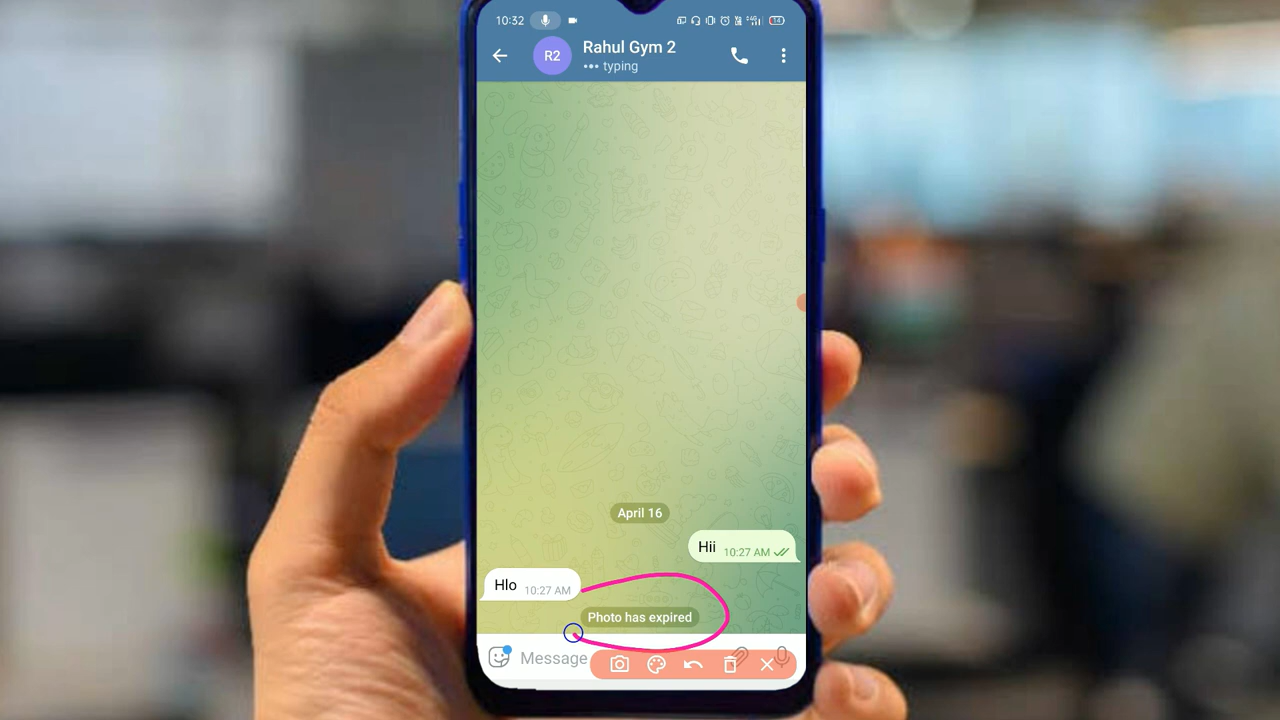 10:32
R2
Rahul Gym 2
typing
April 16
Hii 10:27 AM
Hlo 10:27 AM
Photo has expired
Message